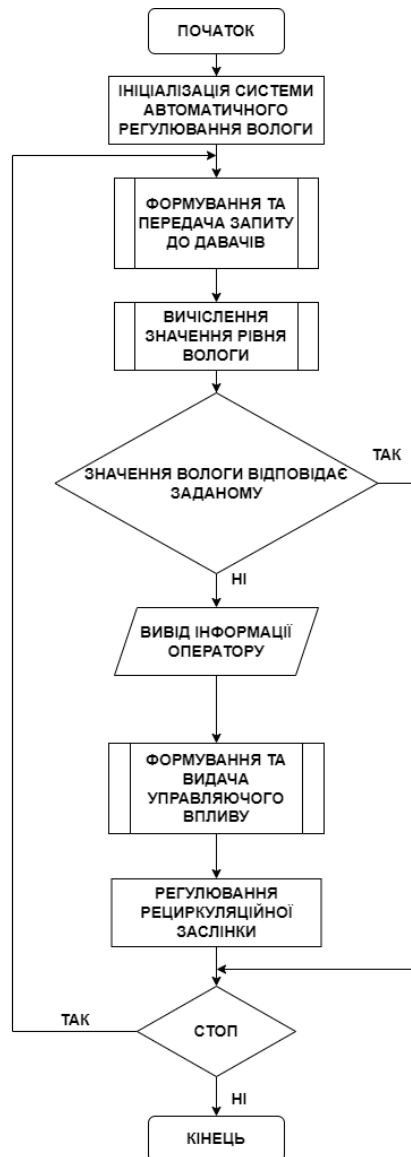 ПОЧАТОК
ІНІЦІАЛІЗАЦІЯ СИСТЕМИ
АВТОМАТИЧНОГО
РЕГУЛЮВАННЯ ВОЛОГИ
ФОРМУВАННЯ ТА
ПЕРЕДАЧА ЗАПИТУ
ДО ДАВАЧІВ
ВИЧІСЛЕННЯ
ЗНАЧЕННЯ РІВНЯ
ВОЛОГИ
ТАК
ЗНАЧЕННЯ ВОЛОГИ ВІДПОВІДАЄ
ЗАДАНОМУ
НІ
ВИВІД ІНФОРМАЦІЇ
ОПЕРАТОРУ
ФОРМУВАННЯ ТА
ВИДАЧА
УПРАВЛЯЮЧОГО
ВПЛИВУ
РЕГУЛЮВАННЯ
РЕЦИРКУЛЯЦІЙНОЇ
ЗАСЛІНКИ
ТАК
СТОП
НІ
КІНЕЦЬ